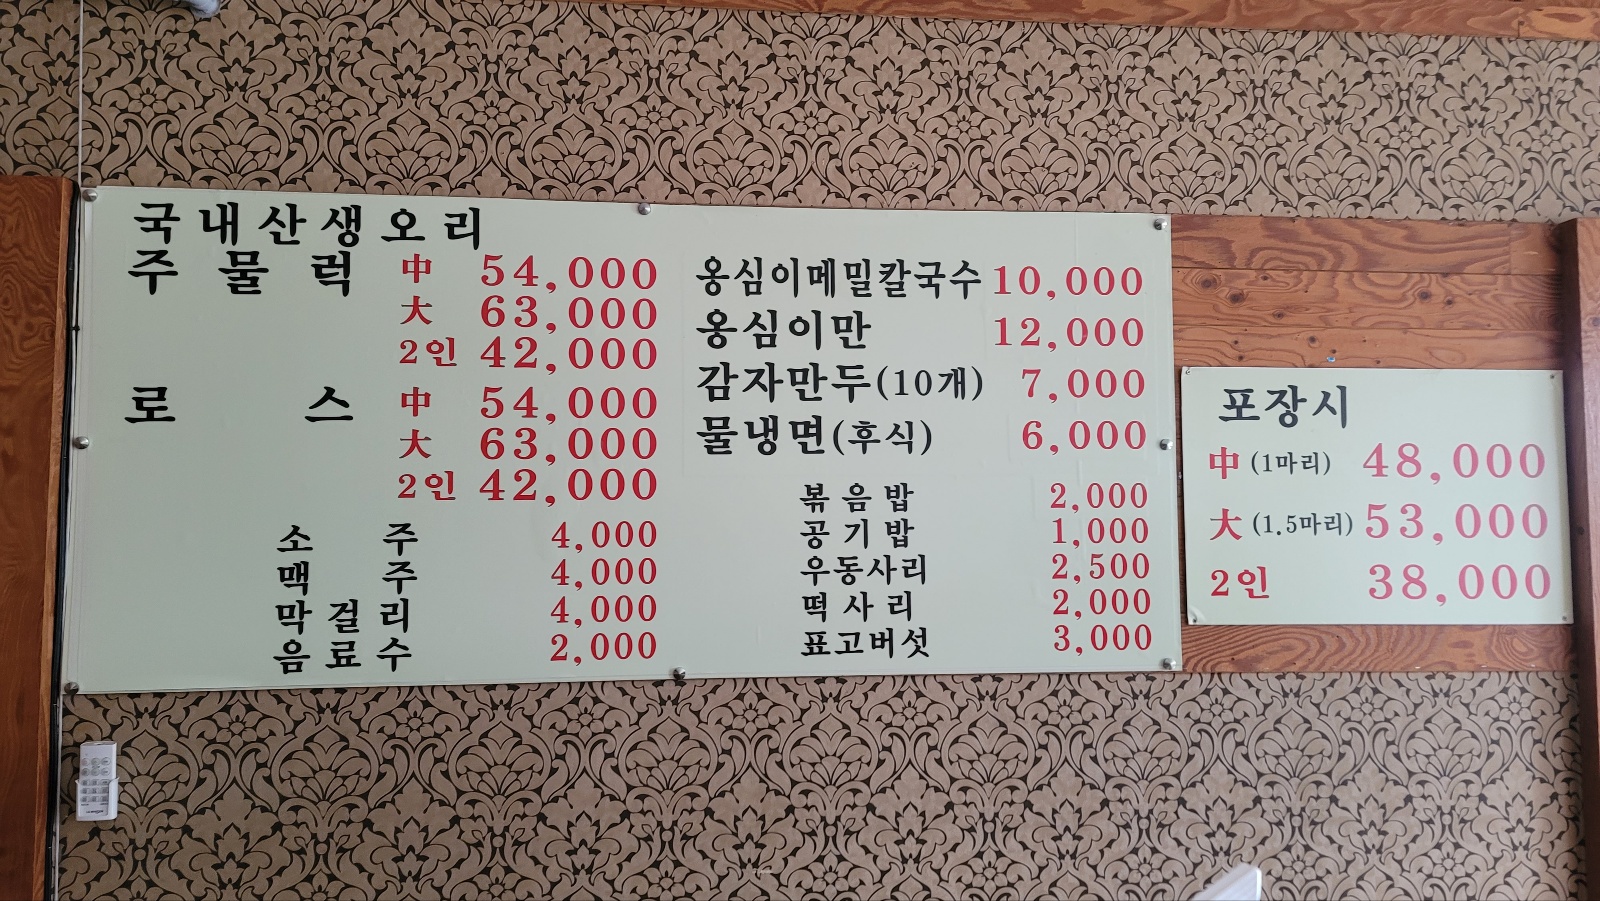 국내산생오리
주물럭 中 54,000
大 63,000
2인 42,000
로스 中 54,000
大 63,000
2인 42,000
소주 4,000
맥주 4,000
막걸리 4,000
음료수 2,000
옹심이메밀칼국수 10,000
옹심이만 12,000
감자만두(10개) 7,000
물냉면(후식) 6,000
볶음밥 2,000
공기밥 1,000
우동사리 2,500
떡사리 2,000
표고버섯 3,000
포장시
中 (1마리) 48,000
大 (1.5마리) 53,000
2인 38,000